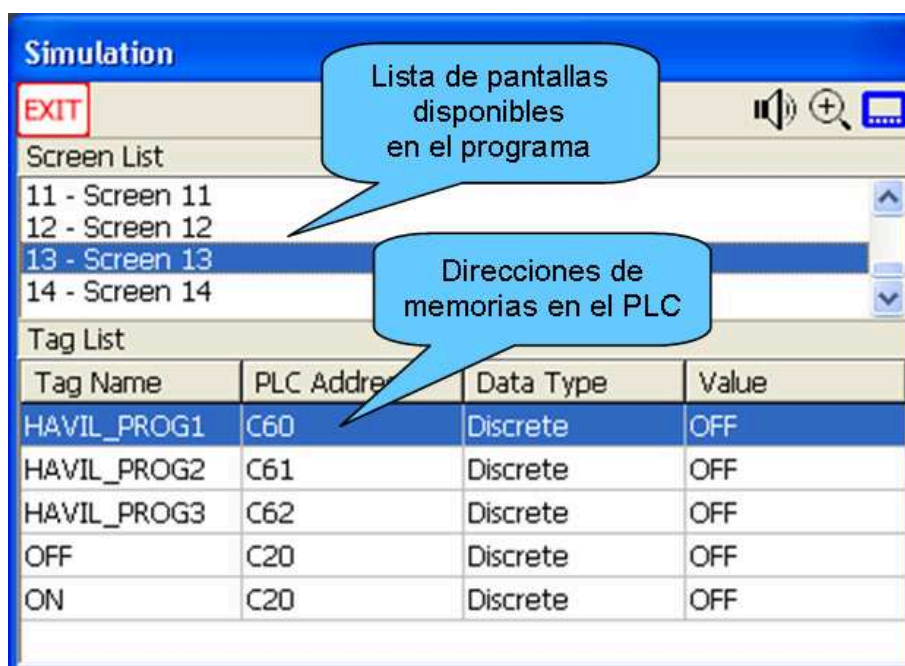 Simulation
Lista de pantallas
disponibles
en el programa
EXIT
Screen List
11 - Screen 11
12 - Screen 12
13 - Screen 13
14 - Screen 14
Direcciones de
memorias en el PLC
Tag List
Tag Name PLC Addre Data Type Value
HAVIL_PROG1 C60 Discrete OFF
HAVIL_PROG2 C61 Discrete OFF
HAVIL_PROG3 C62 Discrete OFF
OFF C20 Discrete OFF
ON C20 Discrete OFF